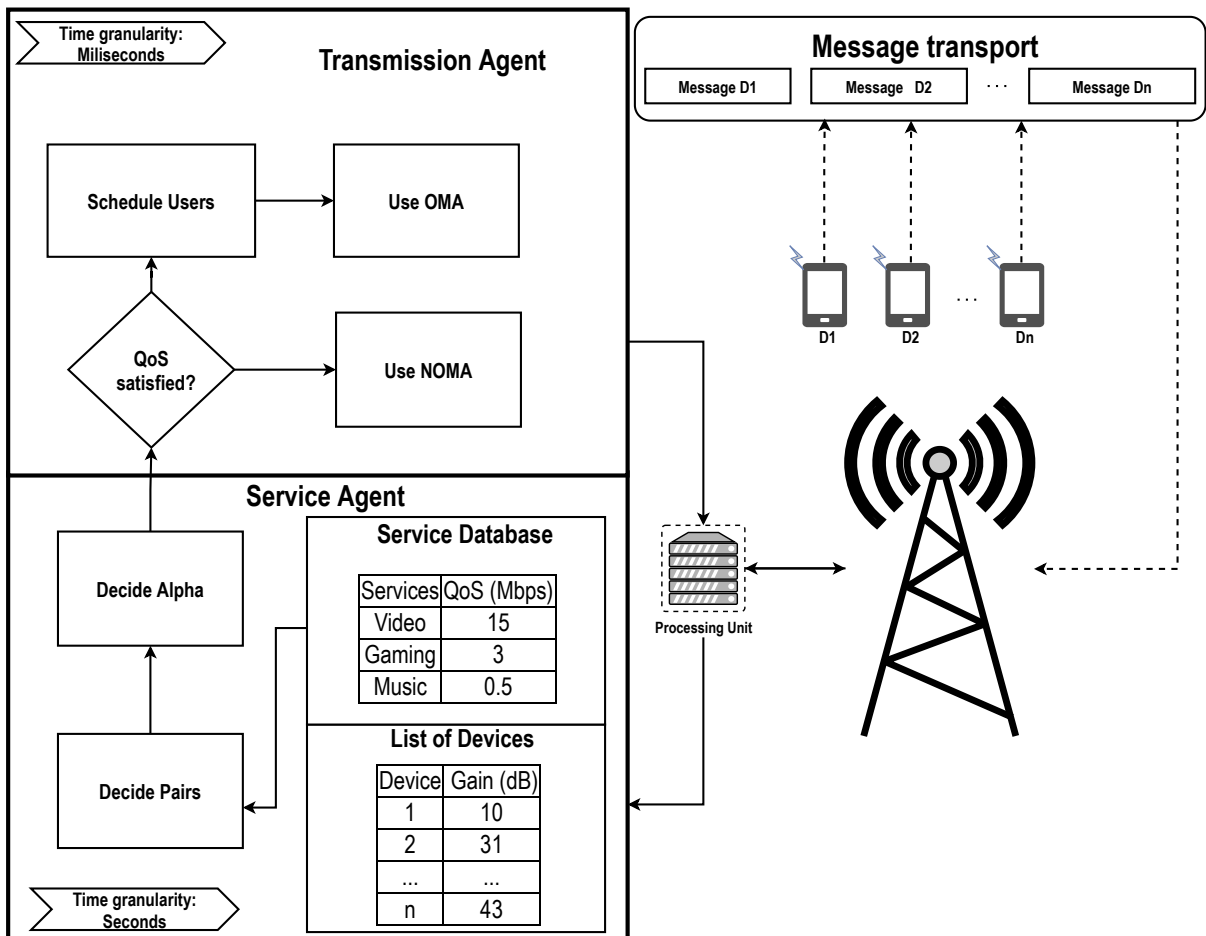 Time granularity:
Miliseconds
Transmission Agent
Schedule Users
Use OMA
QoS
satisfied?
Use NOMA
Message transport
Message D1
Message D2
...
Message Dn
D1
D2
...
Dn
Service Agent
Decide Alpha
Decide Pairs
Service Database
Services QoS (Mbps)
Video 15
Gaming 3
Music 0.5
List of Devices
Device Gain (dB)
1 10
2 31
... ...
n 43
Time granularity:
Seconds
Processing Unit